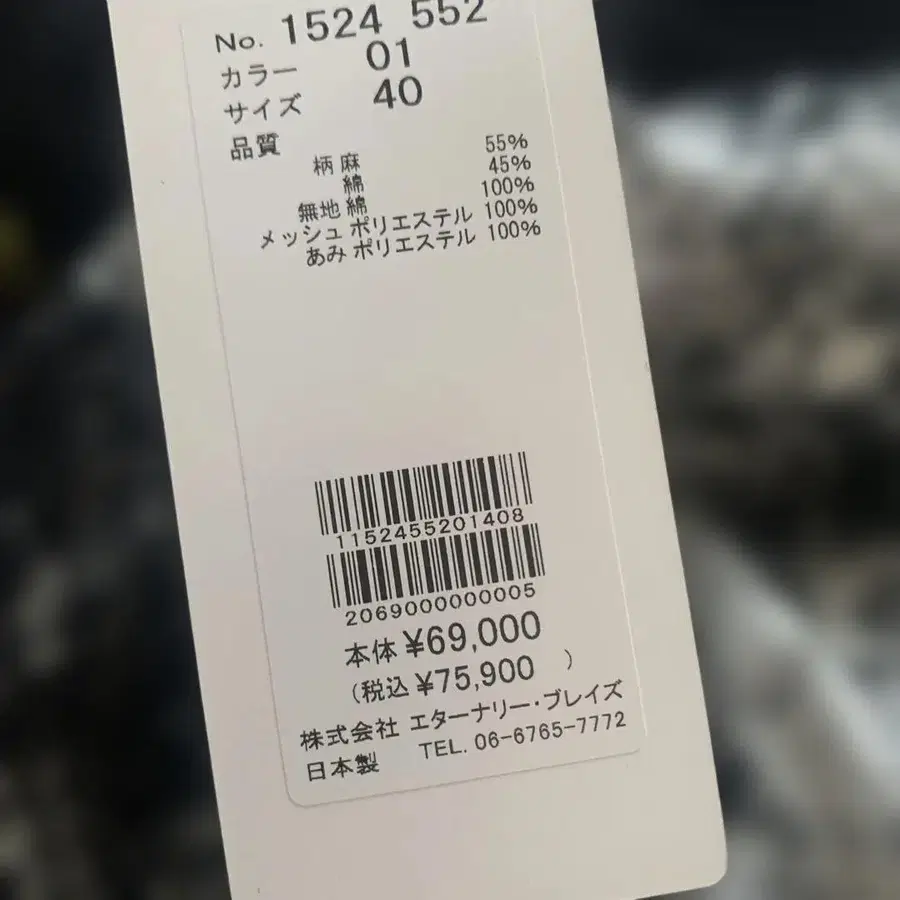 No. 1524 552
カラー 01
サイズ 40
品質
柄 麻 55%
綿 45%
無地 綿 100%
メッシュ ポリエステル 100%
あみ ポリエステル 100%
1152455201408
2069000000005
本体 ¥69,000
(税込 ¥75,900 )
株式会社 エターナリー・ブレイズ
日本製 TEL. 06-6765-7772